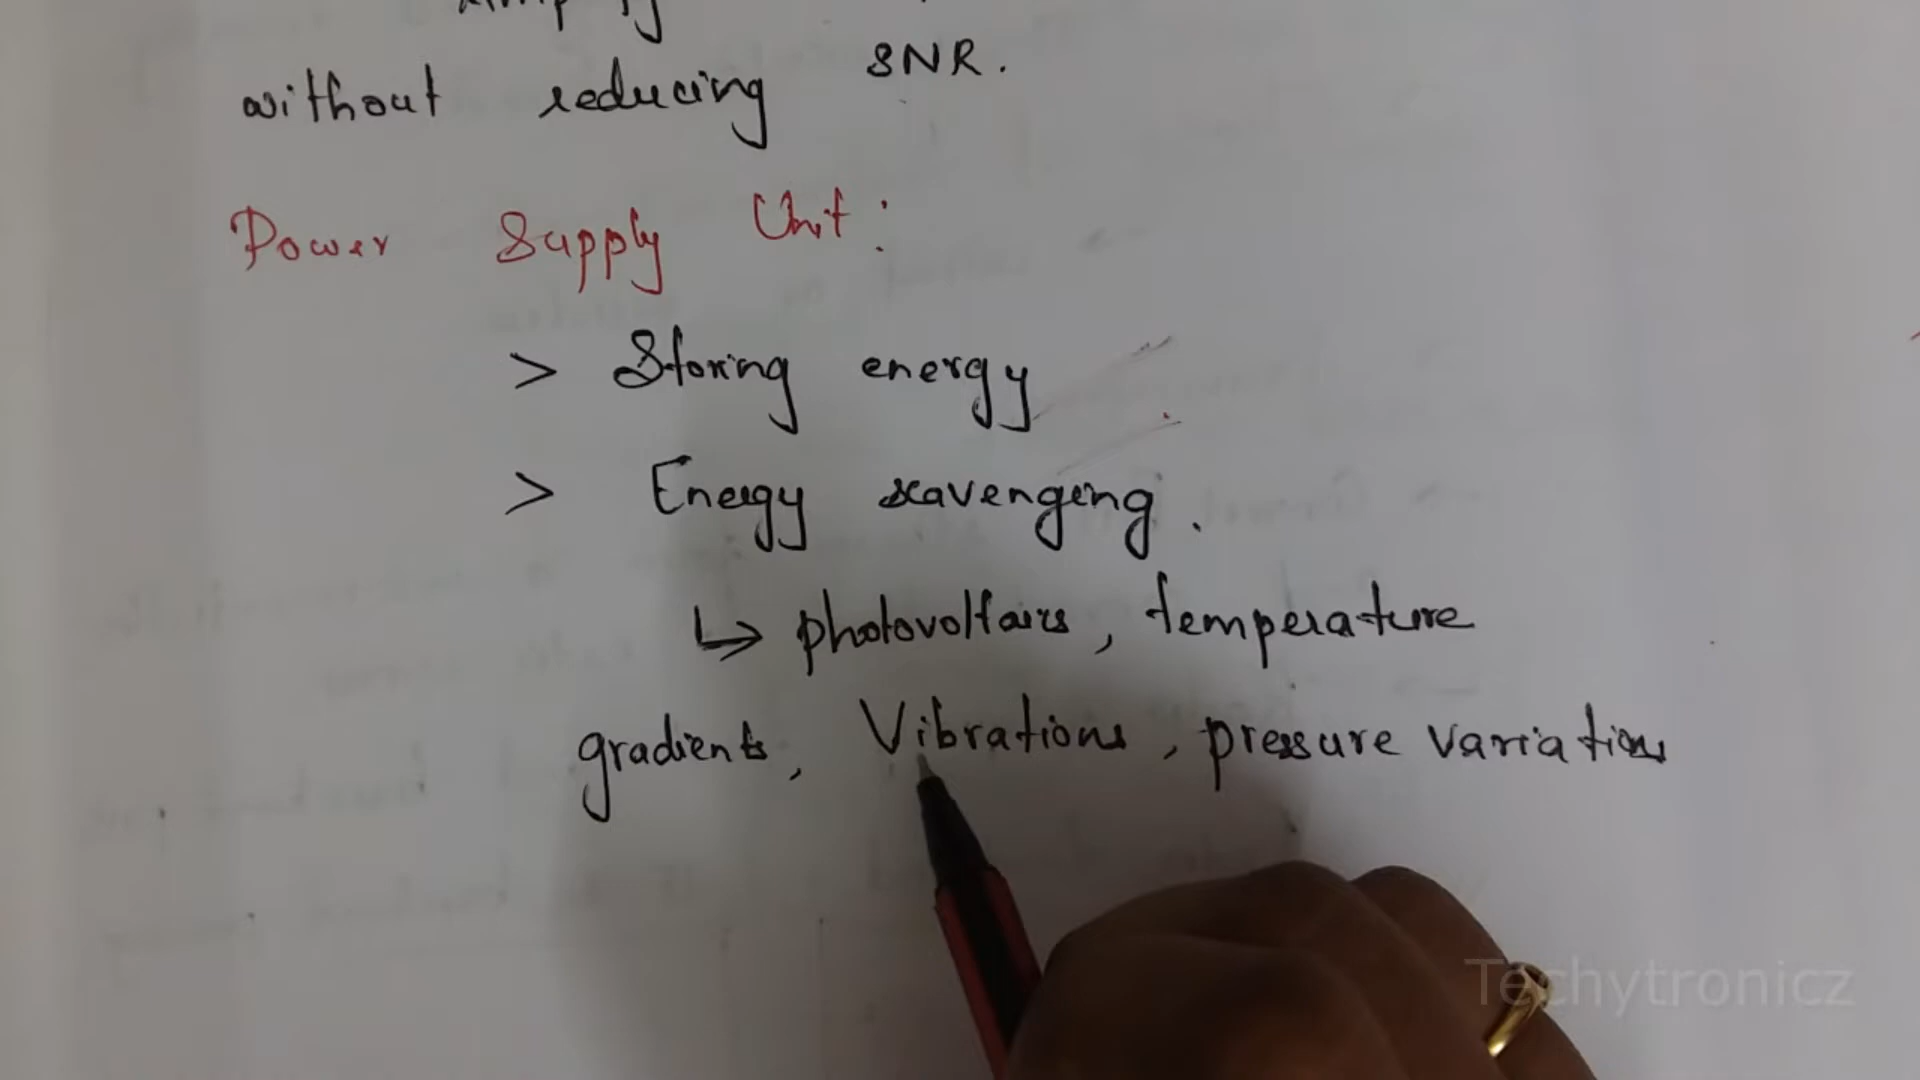 without reducing SNR.
Power Supply Unit:
> Storing energy
> Energy scavenging.
↳ photovoltaics, temperature
gradients, Vibrations, pressure variations
Techytronicz